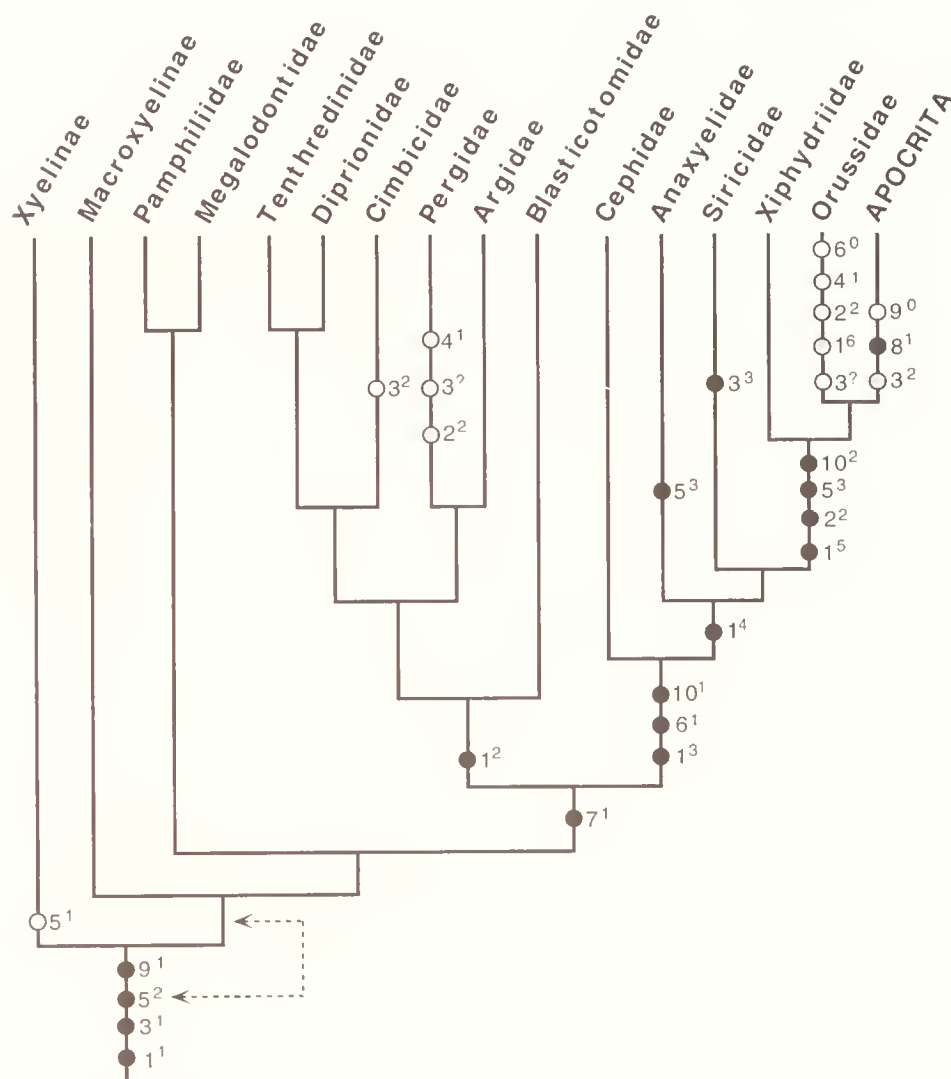 Xyelinae
Macroxyelinae
Pamphiliidae
Megalodontidae
Tenthredinidae
Diprionidae
Cimbicidae
Pergidae
Argidae
Blasticotomidae
Cephidae
Anaxyelidae
Siricidae
Xiphydriidae
Orussidae
APOCRITA
6⁰
4¹
2²
1⁶
3?
9⁰
8¹
3²
4¹
3?
2²
3²
3³
5³
10²
5³
2²
1⁵
1⁴
10¹
6¹
1³
1²
7¹
5¹
9¹
5²
3¹
1¹